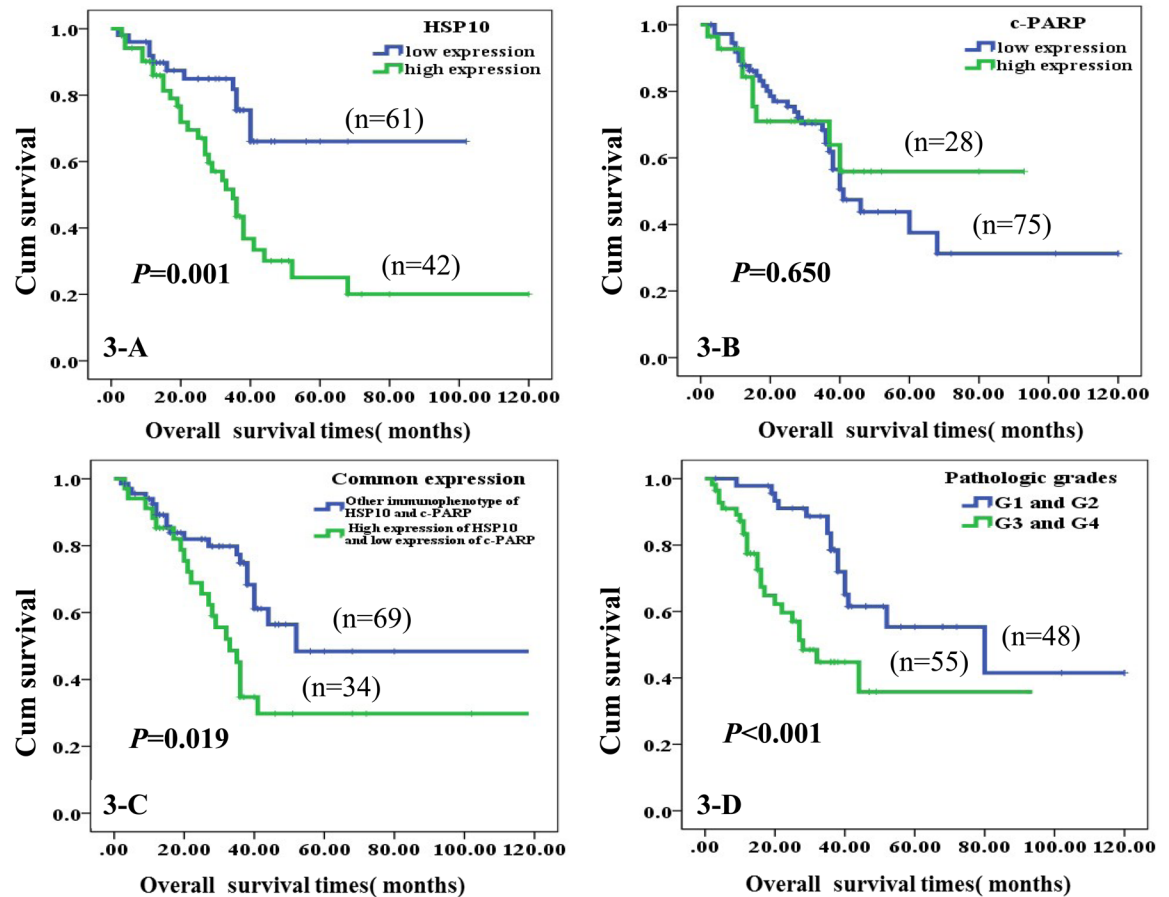 HSP10
low expression
high expression
(n=61)
(n=42)
P=0.001
3-A
Cum survival
1.0
0.8
0.6
0.4
0.2
0.0
.00 20.00 40.00 60.00 80.00 100.00 120.00
Overall survival times( months)
c-PARP
low expression
high expression
(n=28)
(n=75)
P=0.650
3-B
Cum survival
1.0
0.8
0.6
0.4
0.2
0.0
.00 20.00 40.00 60.00 80.00 100.00 120.00
Overall survival times( months)
Common expression
Other immunophenotype of
HSP10 and c-PARP
High expression of HSP10
and low expression of c-PARP
(n=69)
(n=34)
P=0.019
3-C
Cum survival
1.0
0.8
0.6
0.4
0.2
0.0
.00 20.00 40.00 60.00 80.00 100.00 120.00
Overall survival times( months)
Pathologic grades
G1 and G2
G3 and G4
(n=48)
(n=55)
P<0.001
3-D
Cum survival
1.0
0.8
0.6
0.4
0.2
0.0
.00 20.00 40.00 60.00 80.00 100.00 120.00
Overall survival times( months)